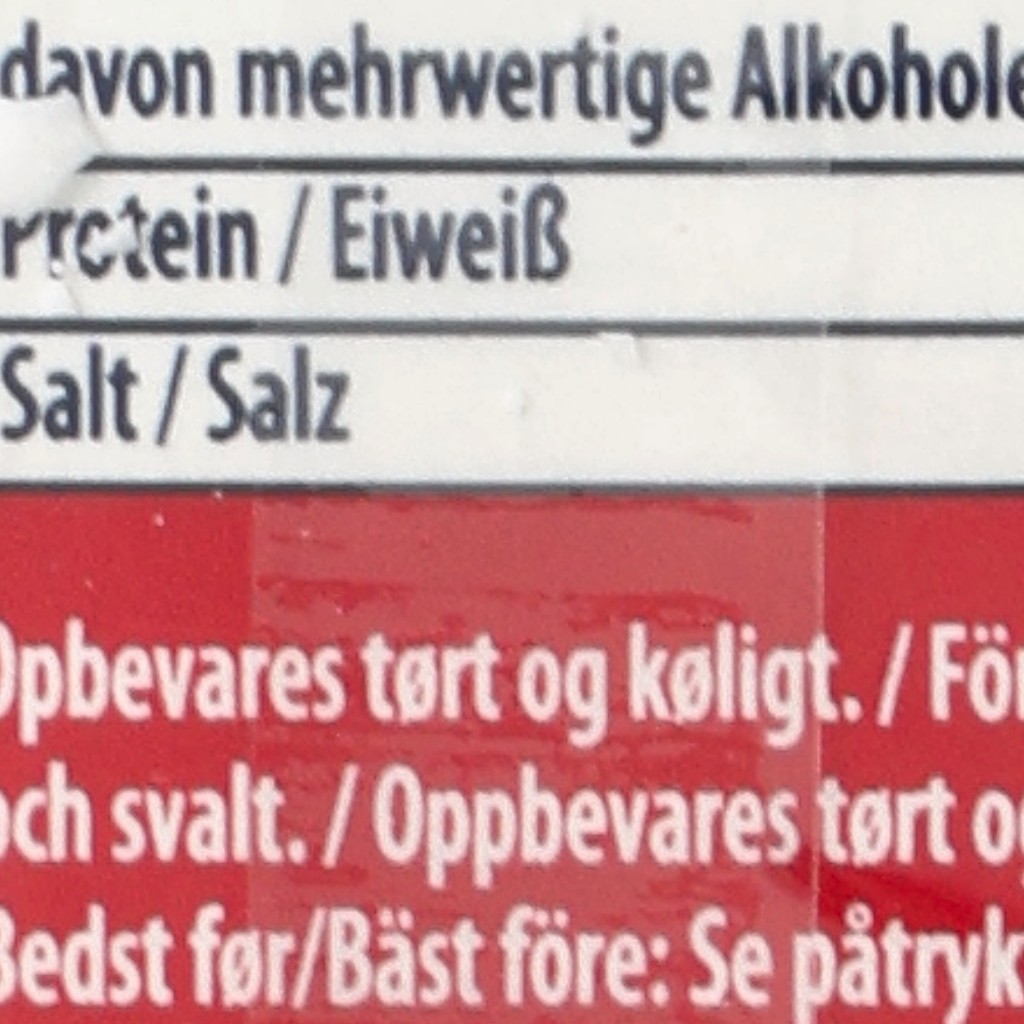 davon mehrwertige Alkohole
Protein / Eiweiß
Salt / Salz
Opbevares tørt og køligt. / För
och svalt. / Oppbevares tørt og
Bedst før/Bäst före: Se påtryk